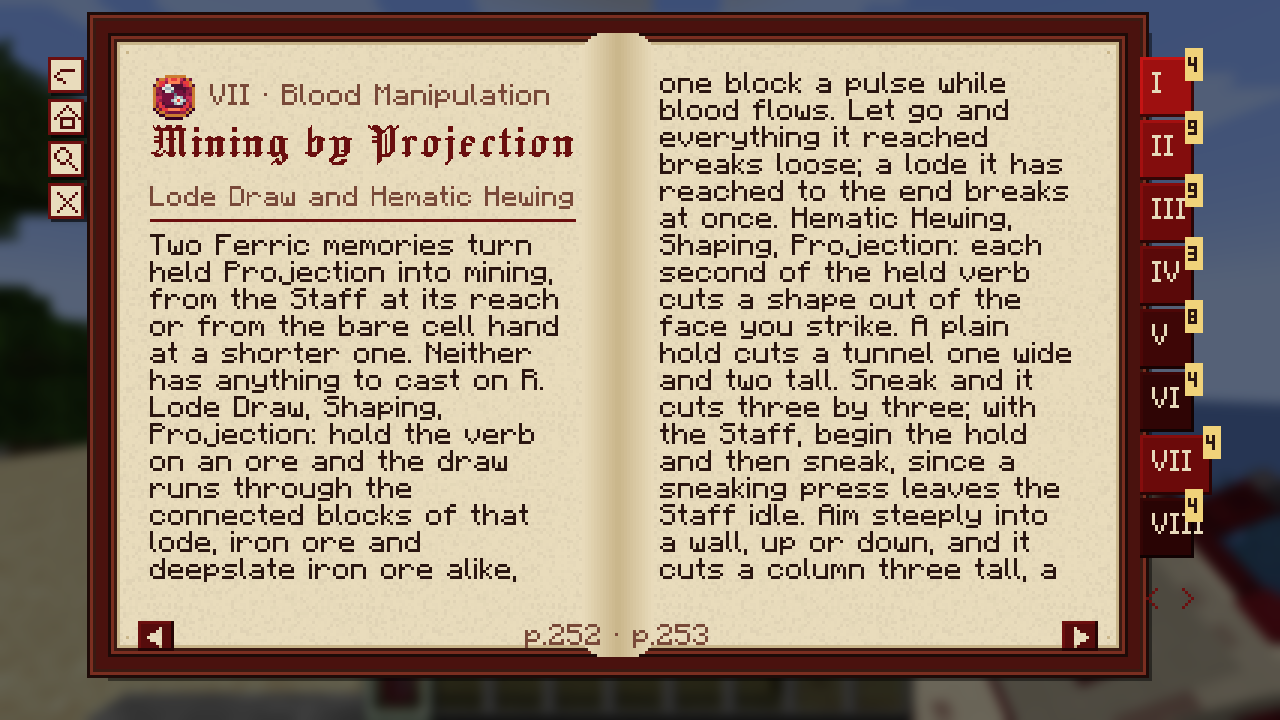 VII · Blood Manipulation
Mining by Projection
Lode Draw and Hematic Hewing
Two Ferric memories turn
held Projection into mining,
from the Staff at its reach
or from the bare cell hand
at a shorter one. Neither
has anything to cast on R.
Lode Draw, Shaping,
Projection: hold the verb
on an ore and the draw
runs through the
connected blocks of that
lode, iron ore and
deepslate iron ore alike,
one block a pulse while
blood flows. Let go and
everything it reached
breaks loose; a lode it has
reached to the end breaks
at once. Hematic Hewing,
Shaping, Projection: each
second of the held verb
cuts a shape out of the
face you strike. A plain
hold cuts a tunnel one wide
and two tall. Sneak and it
cuts three by three; with
the Staff, begin the hold
and then sneak, since a
sneaking press leaves the
Staff idle. Aim steeply into
a wall, up or down, and it
cuts a column three tall, a
p.252 · p.253
I
4
II
9
III
9
IV
3
V
8
VI
4
VII
4
VIII
4